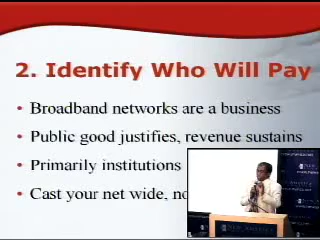 2. Identify Who Will Pay
• Broadband networks are a business
• Public good justifies, revenue sustains
• Primarily institutions
• Cast your net wide,